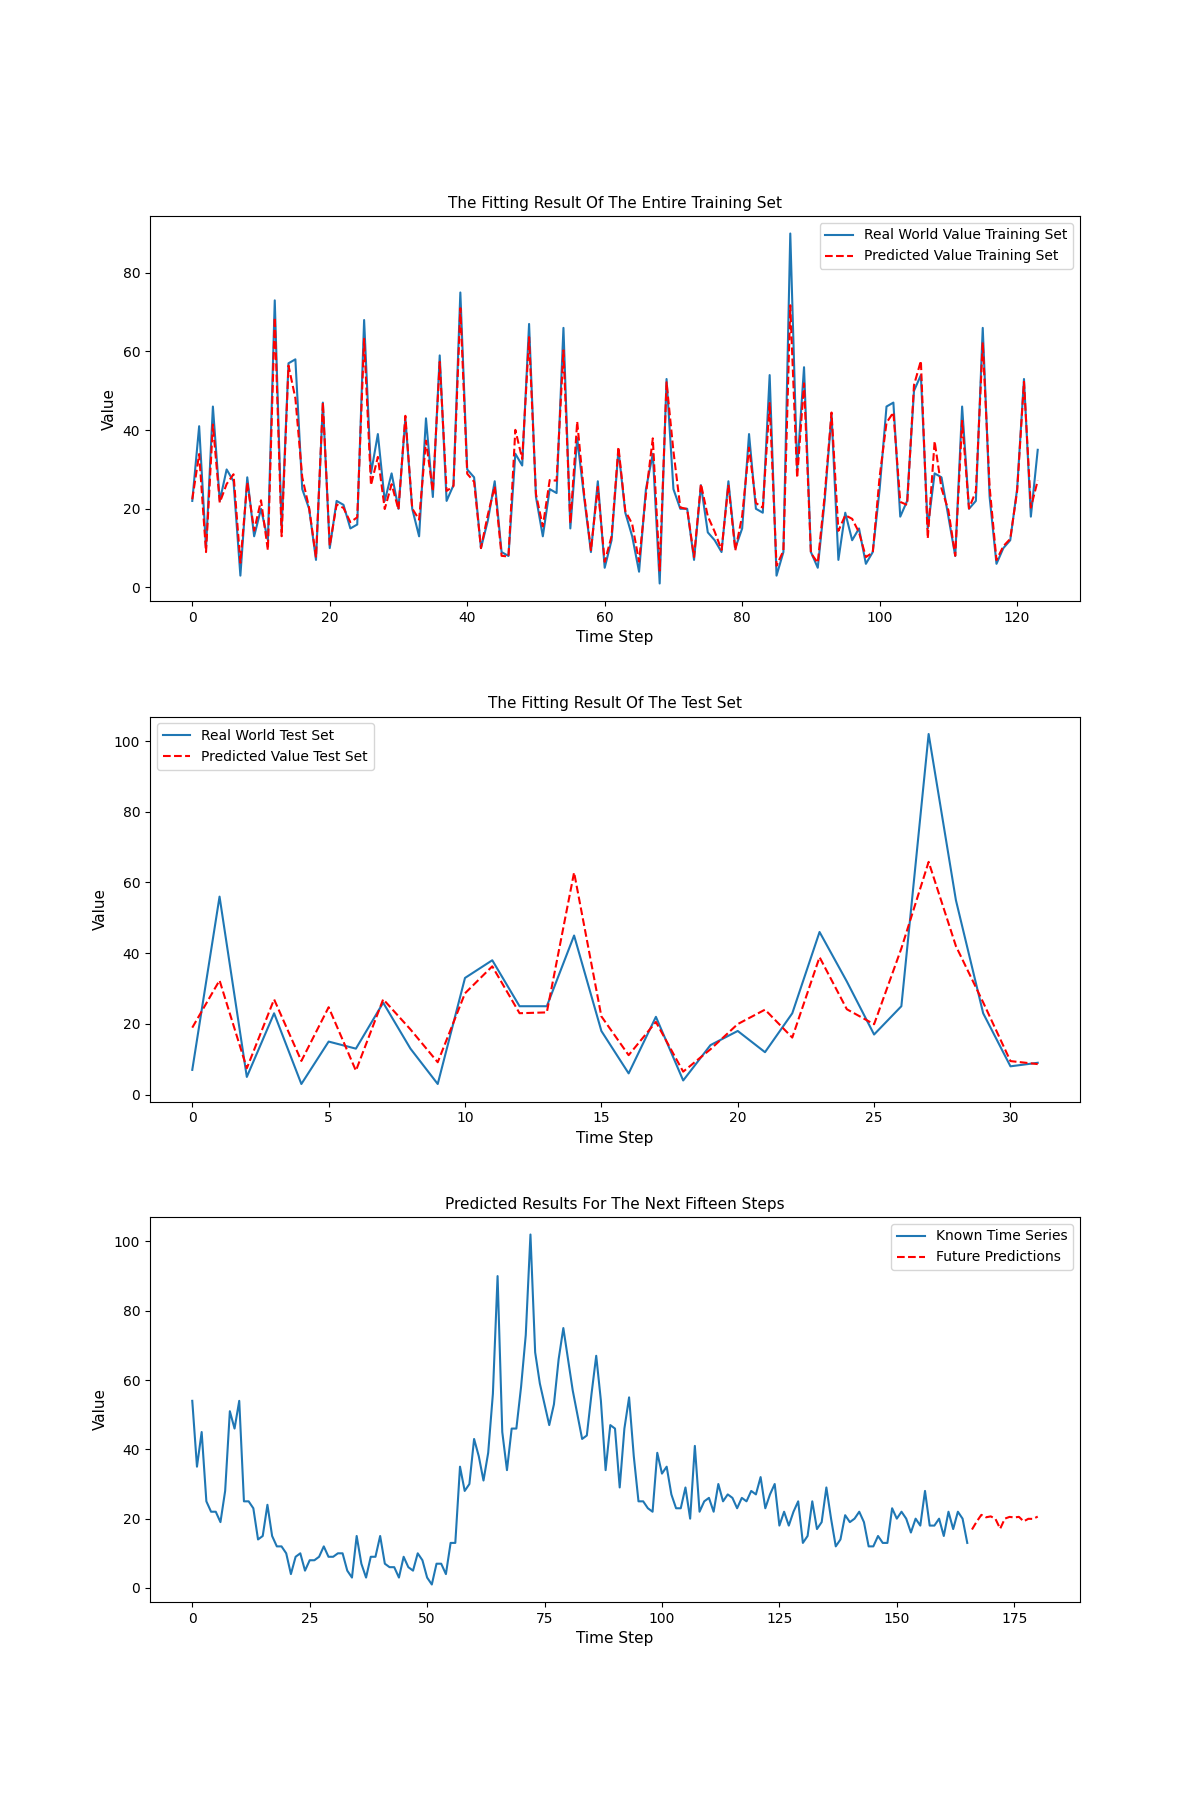 The Fitting Result Of The Entire Training Set
Real World Value Training Set
Predicted Value Training Set
Value
80
60
40
20
0
0 20 40 60 80 100 120
Time Step
The Fitting Result Of The Test Set
Real World Test Set
Predicted Value Test Set
Value
100
80
60
40
20
0
0 5 10 15 20 25 30
Time Step
Predicted Results For The Next Fifteen Steps
Known Time Series
Future Predictions
Value
100
80
60
40
20
0
0 25 50 75 100 125 150 175
Time Step